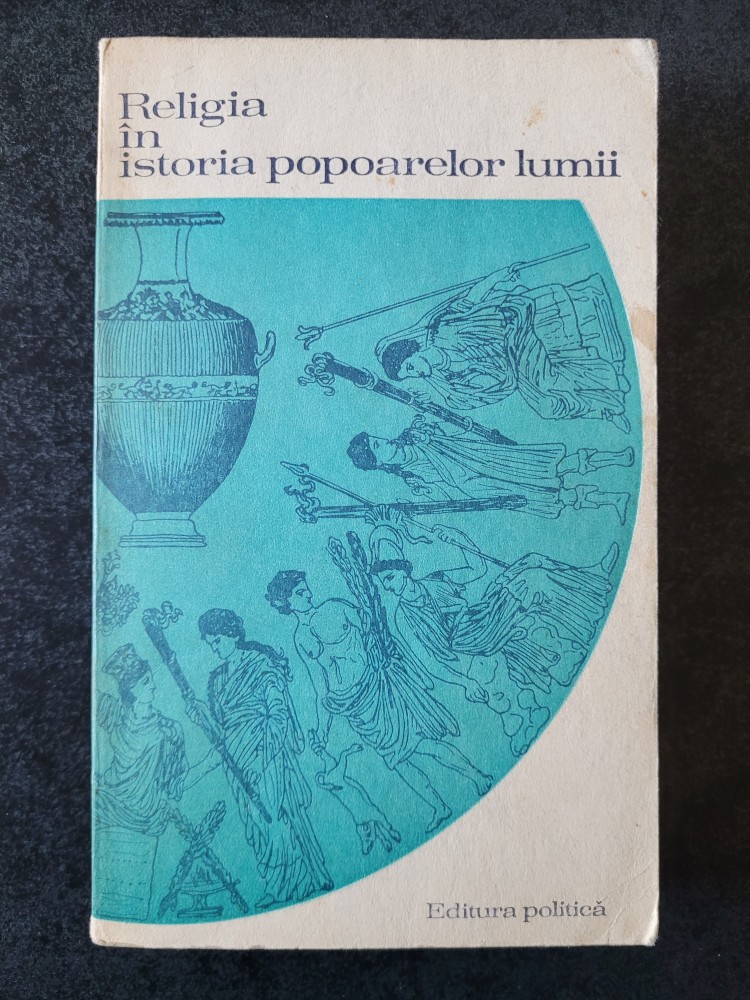 Religia
în
istoria popoarelor lumii
Editura politică